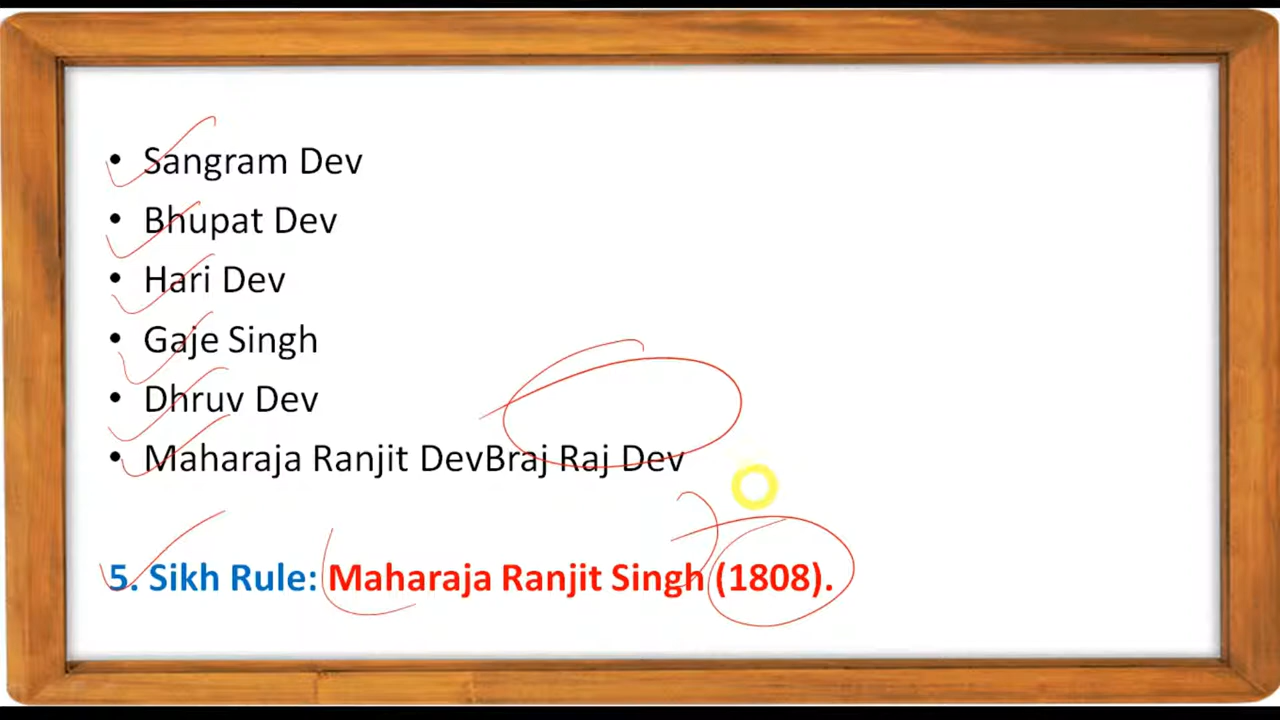 • Sangram Dev
• Bhupat Dev
• Hari Dev
• Gaje Singh
• Dhruv Dev
• Maharaja Ranjit DevBraj Raj Dev
5. Sikh Rule: Maharaja Ranjit Singh (1808).